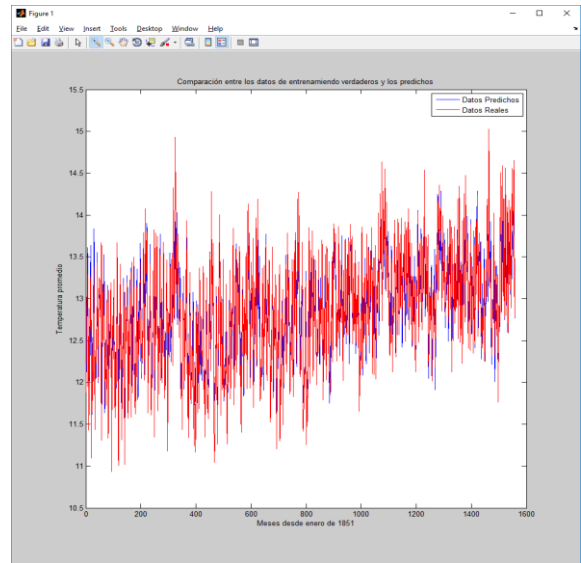 Figure 1
File Edit View Insert Tools Desktop Window Help
Comparación entre los datos de entrenamiendo verdaderos y los predichos
15.5
15
14.5
14
13.5
13
12.5
12
11.5
11
10.5
Temperatura promedio
Datos Predichos
Datos Reales
0 200 400 600 800 1000 1200 1400 1600
Meses desde enero de 1851